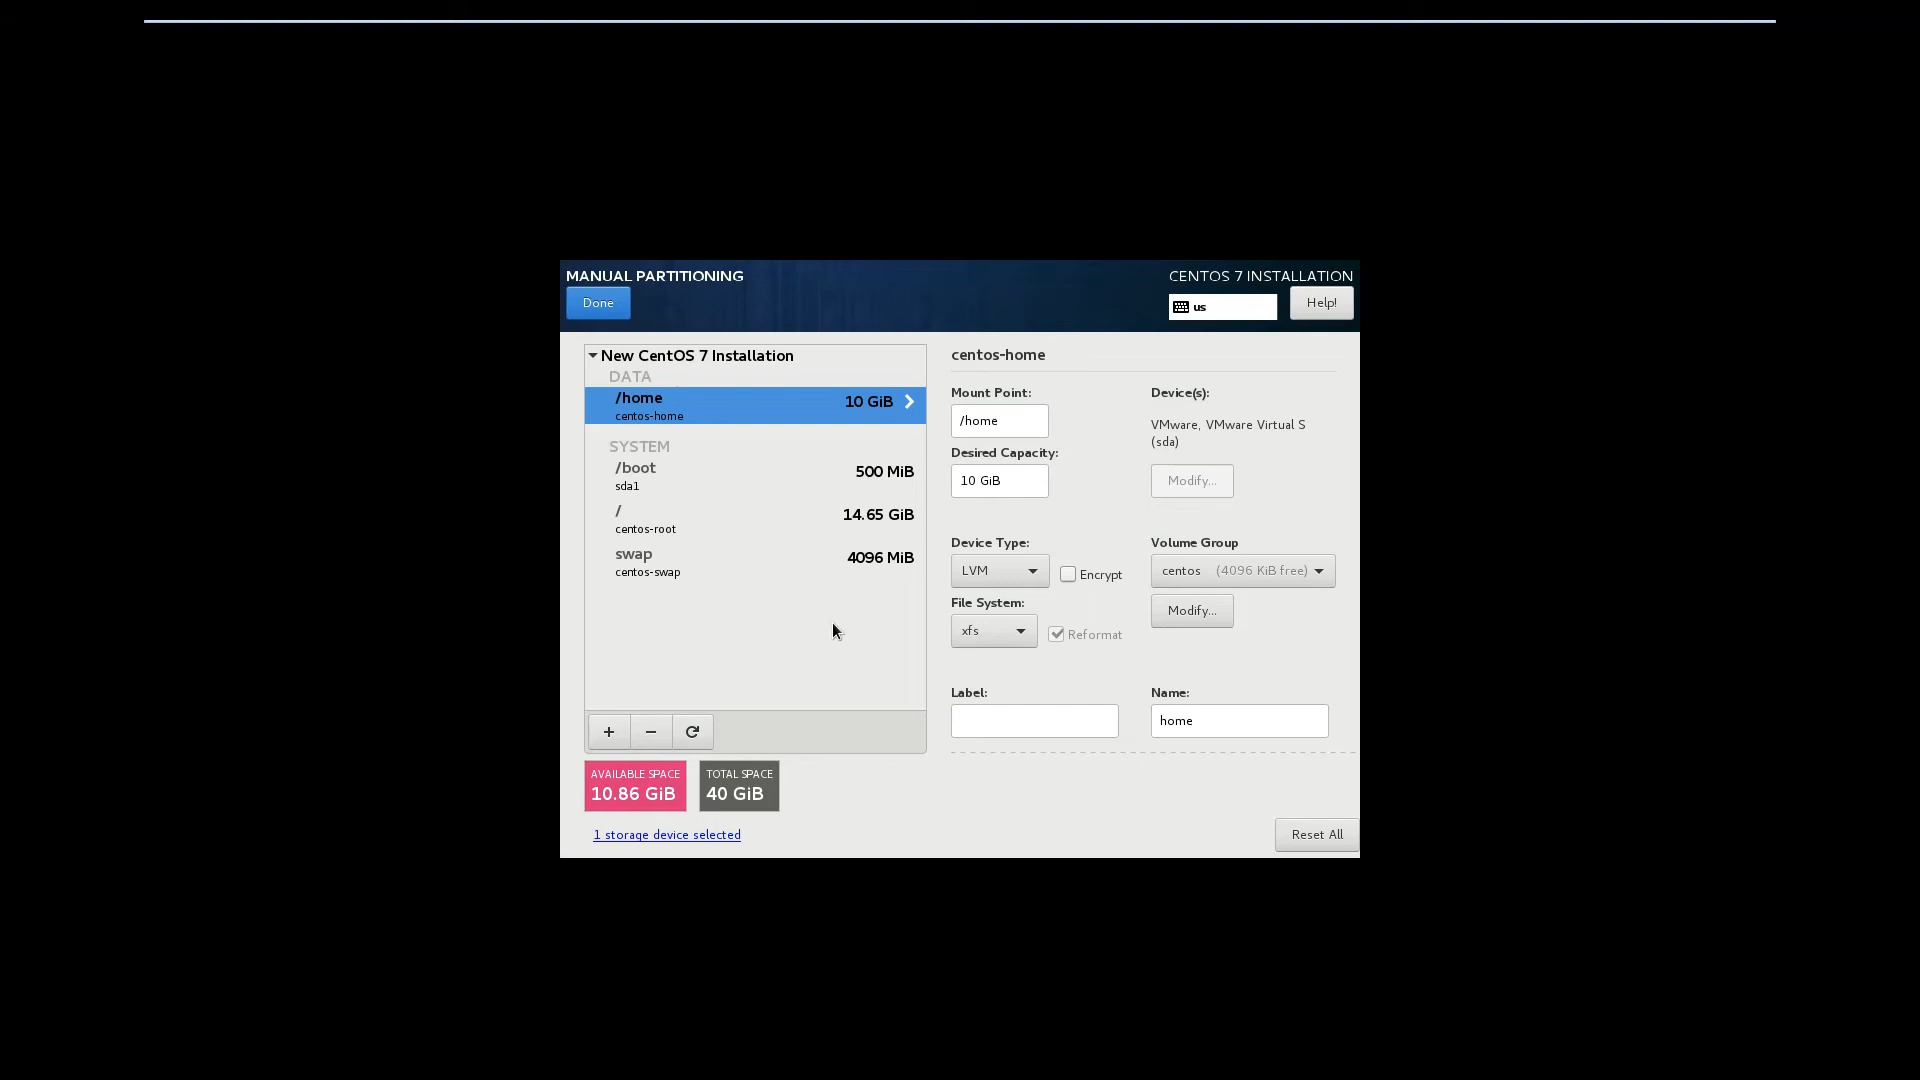 MANUAL PARTITIONING
CENTOS 7 INSTALLATION
Done
us
Help!
New CentOS 7 Installation
DATA
/home
10 GiB
centos-home
SYSTEM
/boot
500 MiB
sda1
/
14.65 GiB
centos-root
swap
4096 MiB
centos-swap
+
−
AVAILABLE SPACE
10.86 GiB
TOTAL SPACE
40 GiB
1 storage device selected
centos-home
Mount Point:
/home
Desired Capacity:
10 GiB
Device(s):
VMware, VMware Virtual S
(sda)
Modify...
Device Type:
LVM
Encrypt
File System:
xfs
Reformat
Volume Group
centos (4096 KiB free)
Modify...
Label:
Name:
home
Reset All